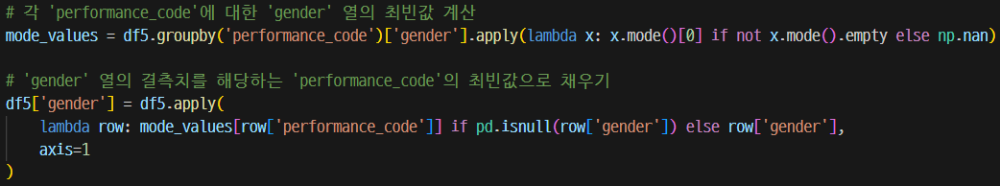 # 각 'performance_code'에 대한 'gender' 열의 최빈값 계산
mode_values = df5.groupby('performance_code')['gender'].apply(lambda x: x.mode()[0] if not x.mode().empty else np.nan)
# 'gender' 열의 결측치를 해당하는 'performance_code'의 최빈값으로 채우기
df5['gender'] = df5.apply(
    lambda row: mode_values[row['performance_code']] if pd.isnull(row['gender']) else row['gender'],
    axis=1
)